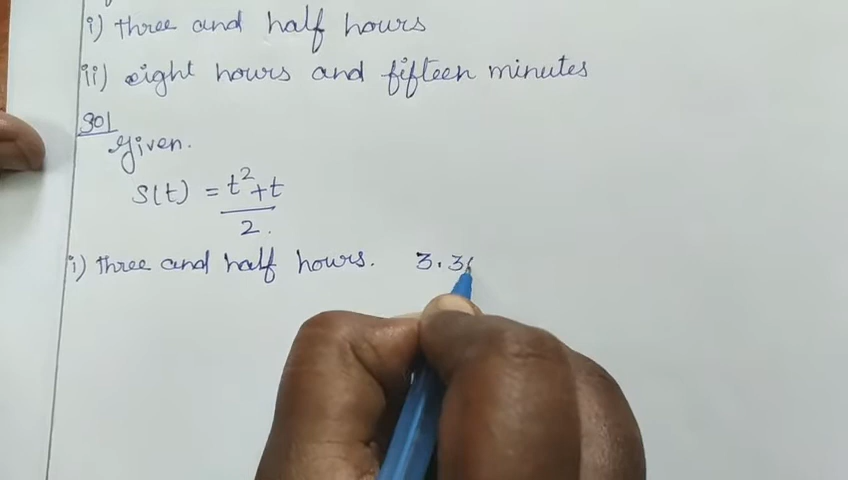 i) three and half hours
ii) eight hours and fifteen minutes
Sol
Given.
S(t) = t²+t
2.
i) three and half hours. 3.3